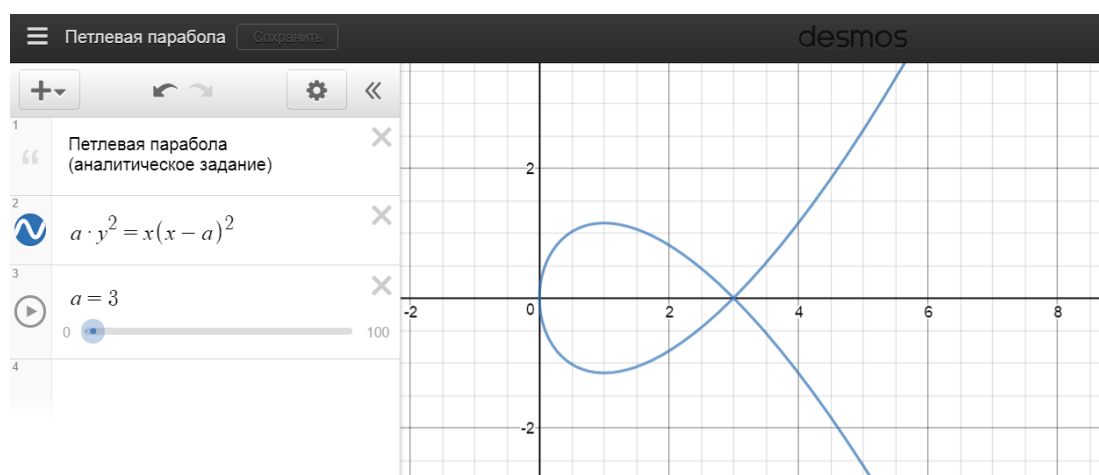 Петлевая парабола Сохранить desmos
1
Петлевая парабола
(аналитическое задание)
2
a · y² = x(x − a)²
3
a = 3
0 100
4
2
-2 0 2 4 6 8
-2